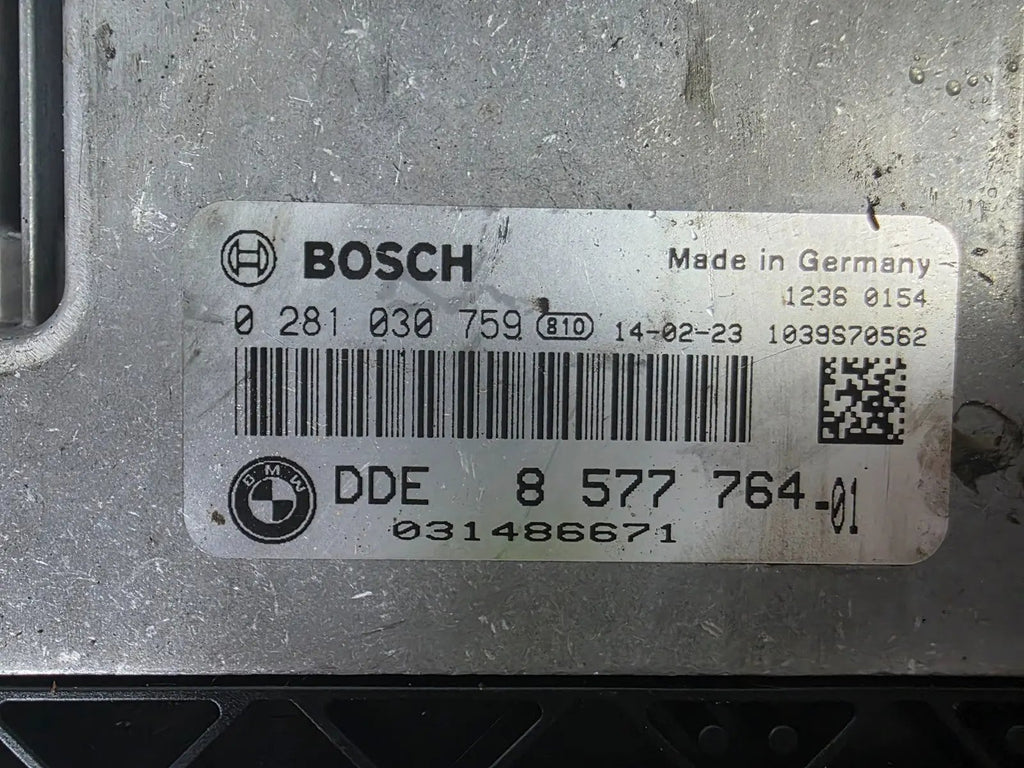 BOSCH
Made in Germany
1236 0154
0 281 030 759 810 14-02-23 1039S70562
BMW
DDE 8 577 764-01
031486671